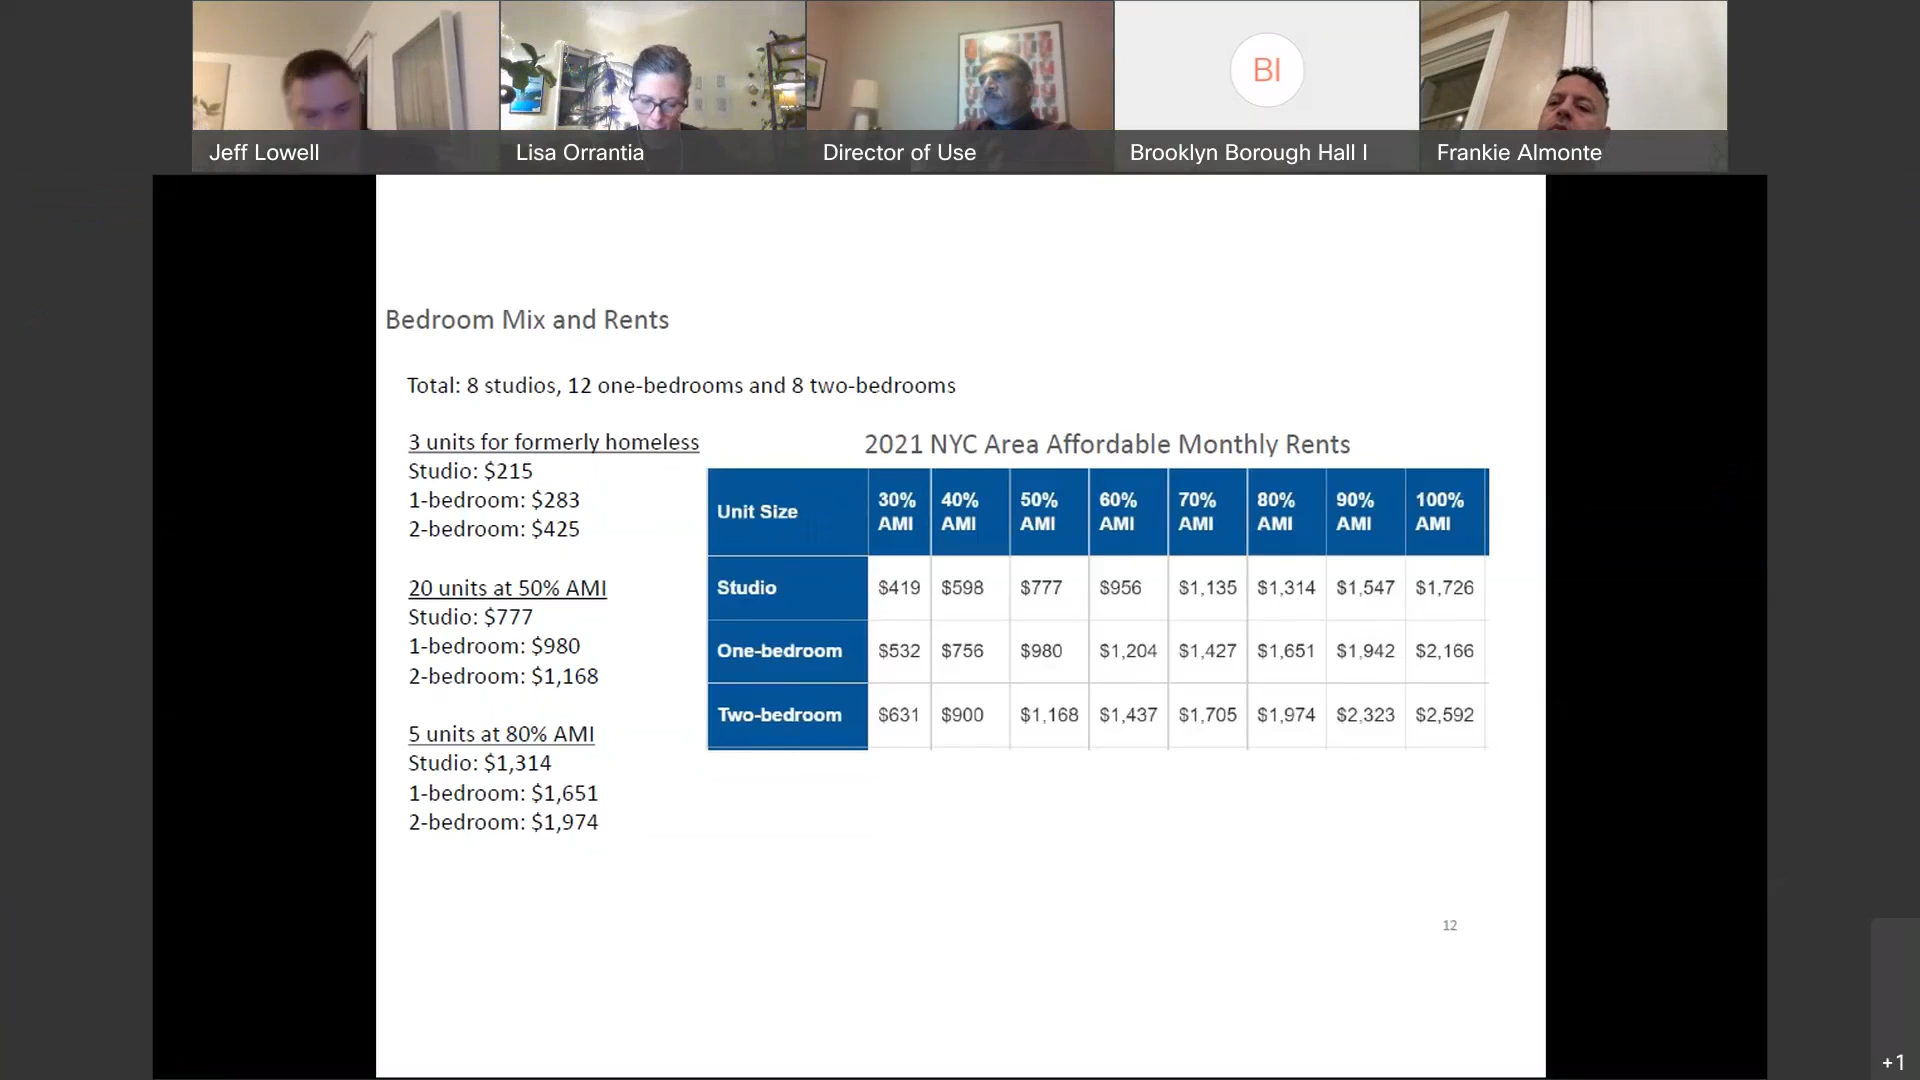 Jeff Lowell
Lisa Orrantia
Director of Use
BI
Brooklyn Borough Hall I
Frankie Almonte
Bedroom Mix and Rents
Total: 8 studios, 12 one-bedrooms and 8 two-bedrooms
3 units for formerly homeless
Studio: $215
1-bedroom: $283
2-bedroom: $425
20 units at 50% AMI
Studio: $777
1-bedroom: $980
2-bedroom: $1,168
5 units at 80% AMI
Studio: $1,314
1-bedroom: $1,651
2-bedroom: $1,974
2021 NYC Area Affordable Monthly Rents
Unit Size 30% AMI 40% AMI 50% AMI 60% AMI 70% AMI 80% AMI 90% AMI 100% AMI
Studio $419 $598 $777 $956 $1,135 $1,314 $1,547 $1,726
One-bedroom $532 $756 $980 $1,204 $1,427 $1,651 $1,942 $2,166
Two-bedroom $631 $900 $1,168 $1,437 $1,705 $1,974 $2,323 $2,592
12
+1